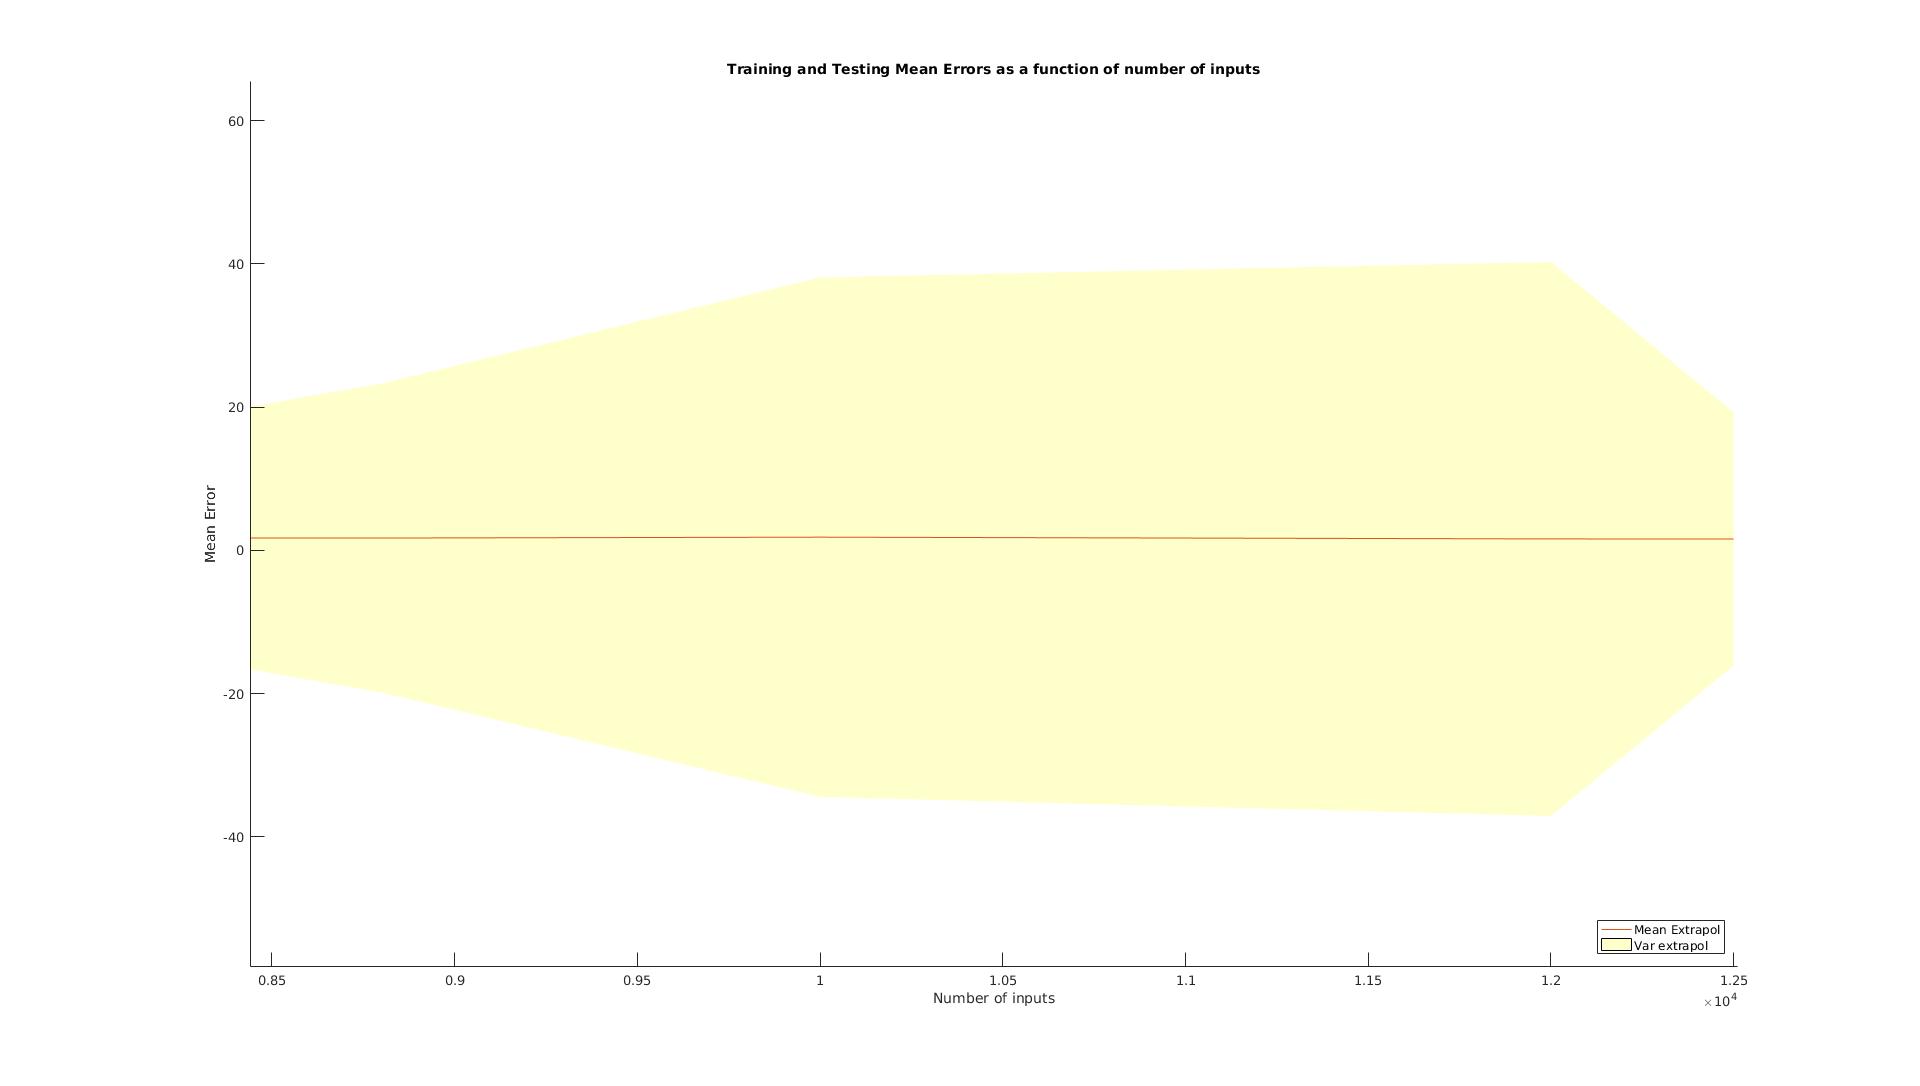 Training and Testing Mean Errors as a function of number of inputs
60
40
20
0
-20
-40
Mean Error
Mean Extrapol
Var extrapol
0.85 0.9 0.95 1 1.05 1.1 1.15 1.2 1.25
Number of inputs
×10⁴